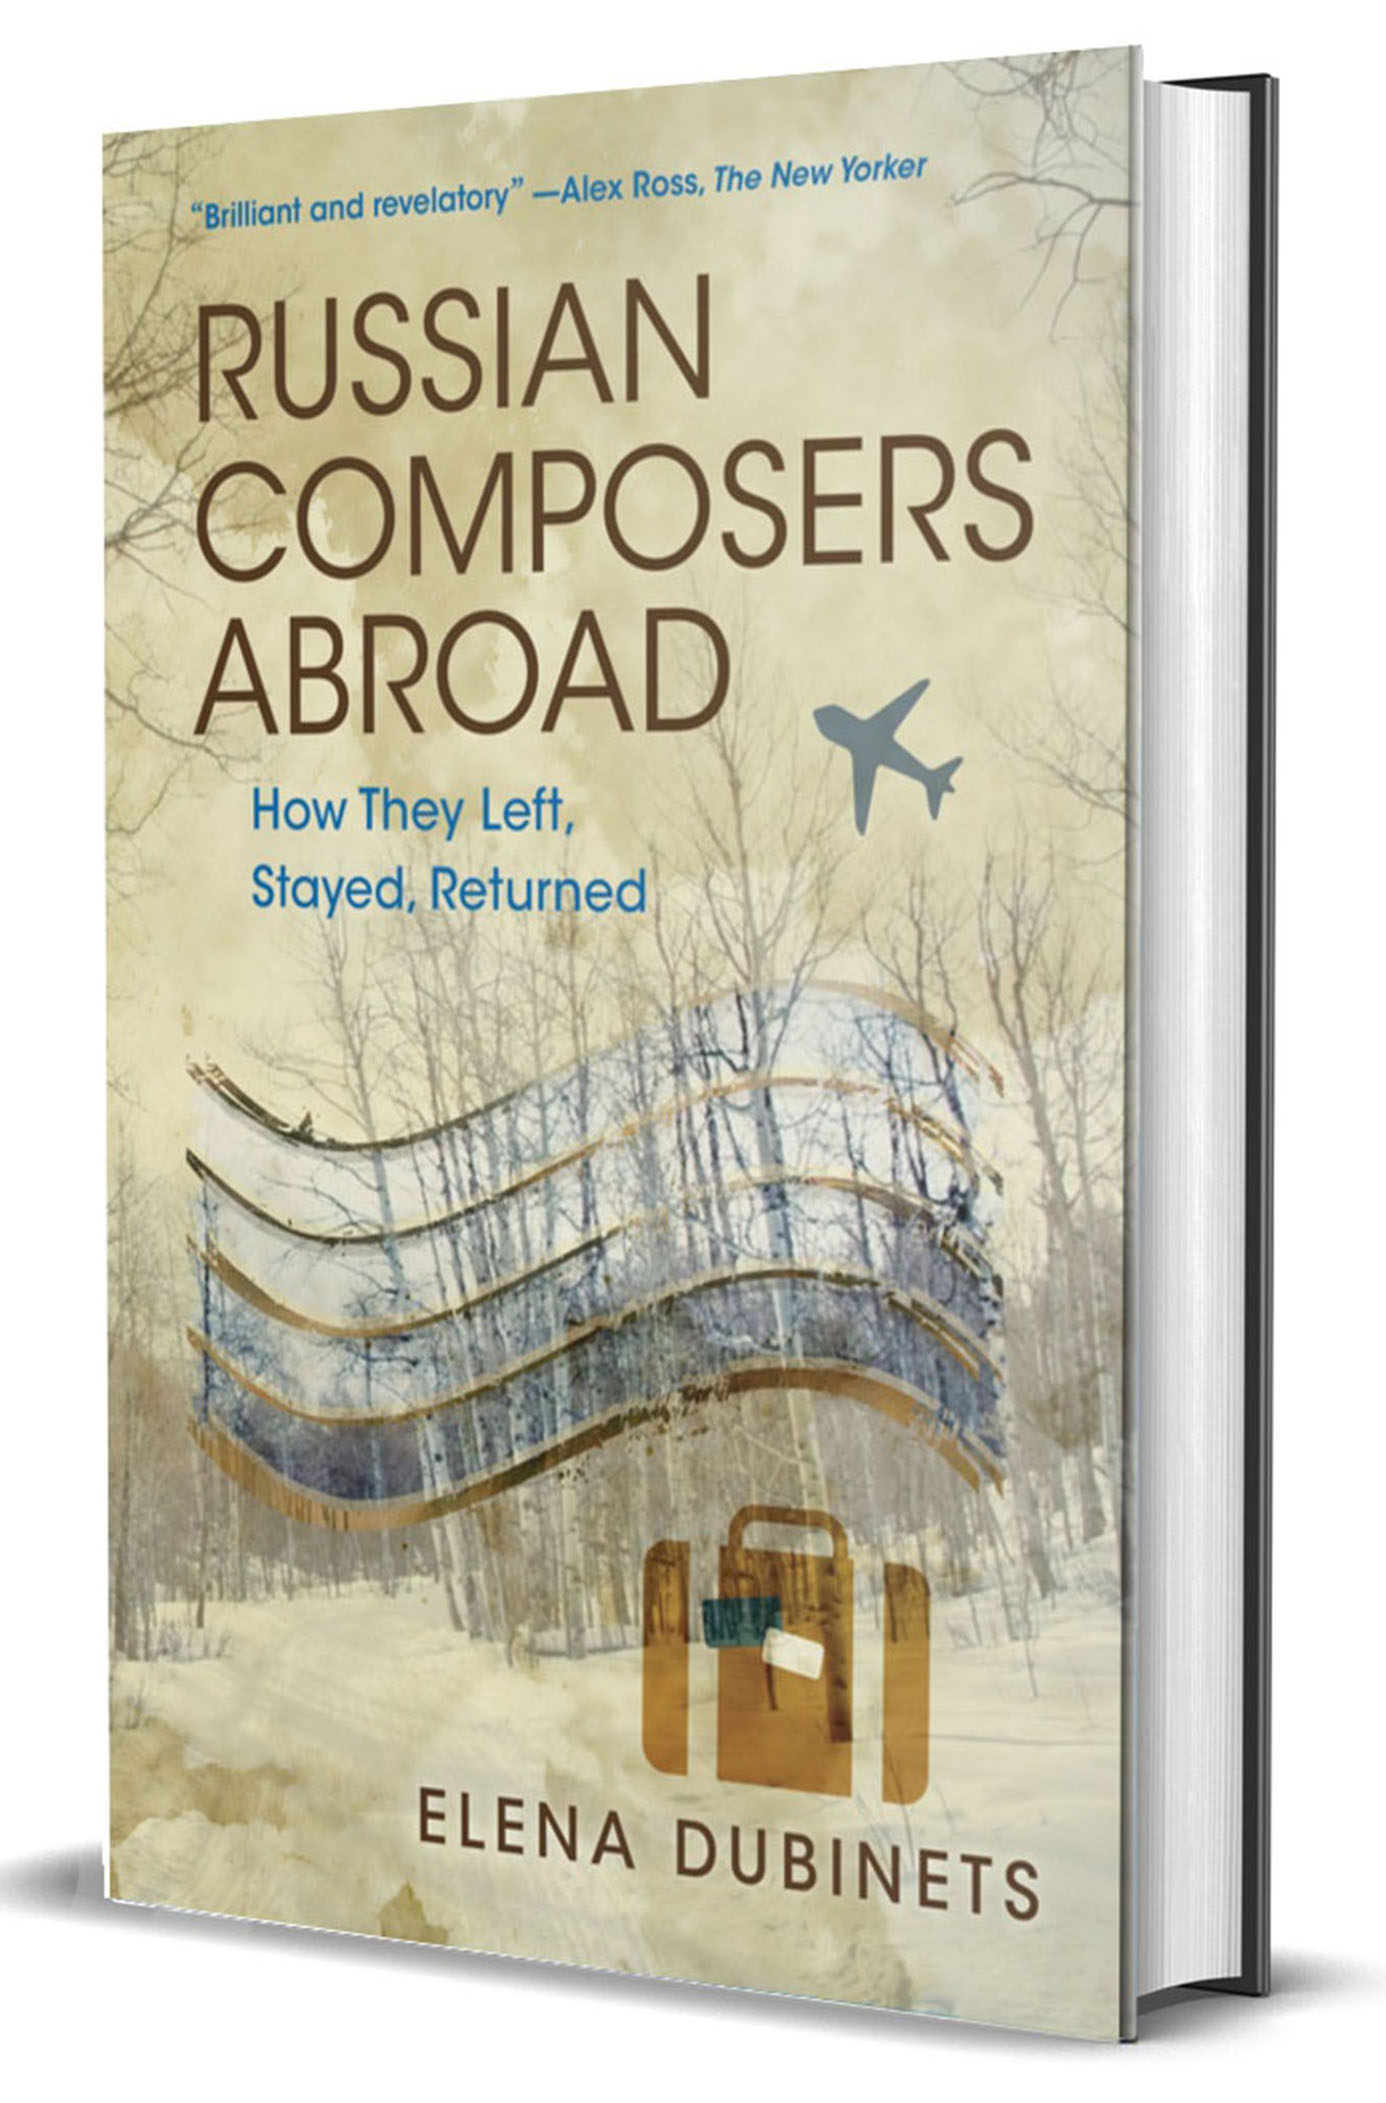 “Brilliant and revelatory” —Alex Ross, The New Yorker
RUSSIAN
COMPOSERS
ABROAD
How They Left,
Stayed, Returned
ELENA DUBINETS